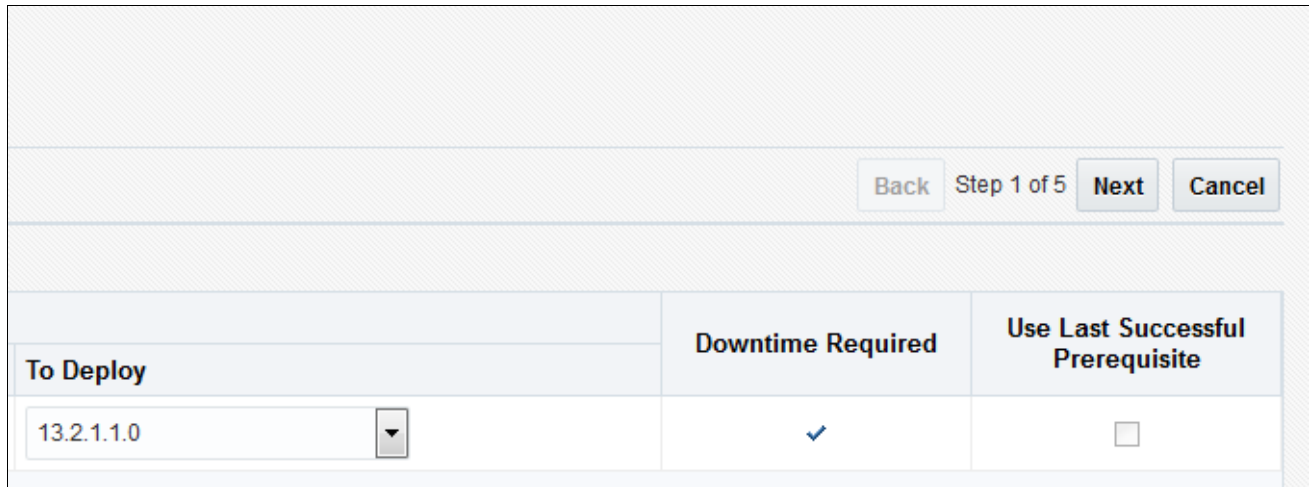 Back Step 1 of 5 Next Cancel
Downtime Required
Use Last Successful
Prerequisite
To Deploy
13.2.1.1.0